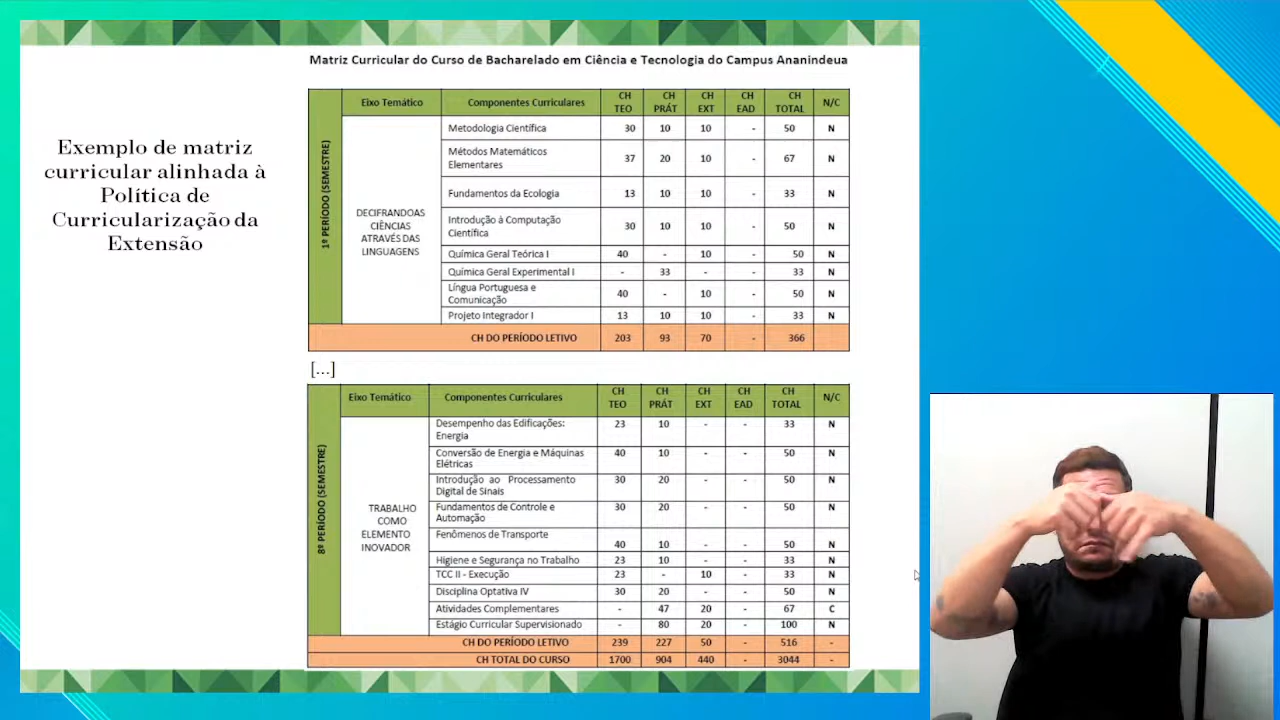 Matriz Curricular do Curso de Bacharelado em Ciência e Tecnologia do Campus Ananindeua
Exemplo de matriz
curricular alinhada à
Política de
Curricularização da
Extensão
1º PERÍODO (SEMESTRE)
Eixo Temático Componentes Curriculares CH TEO CH PRÁT CH EXT CH EAD CH TOTAL N/C
DECIFRANDOAS
CIÊNCIAS
ATRAVÉS DAS
LINGUAGENS
Metodologia Científica 30 10 10 - 50 N
Métodos Matemáticos
Elementares 37 20 10 - 67 N
Fundamentos da Ecologia 13 10 10 - 33 N
Introdução à Computação
Científica 30 10 10 - 50 N
Química Geral Teórica I 40 - 10 - 50 N
Química Geral Experimental I - 33 - - 33 N
Língua Portuguesa e
Comunicação 40 - 10 - 50 N
Projeto Integrador I 13 10 10 - 33 N
CH DO PERÍODO LETIVO 203 93 70 - 366
[...]
8º PERÍODO (SEMESTRE)
Eixo Temático Componentes Curriculares CH TEO CH PRÁT CH EXT CH EAD CH TOTAL N/C
TRABALHO
COMO
ELEMENTO
INOVADOR
Desempenho das Edificações:
Energia 23 10 - - 33 N
Conversão de Energia e Máquinas
Elétricas 40 10 - - 50 N
Introdução ao Processamento
Digital de Sinais 30 20 - - 50 N
Fundamentos de Controle e
Automação 30 20 - - 50 N
Fenômenos de Transporte 40 10 - - 50 N
Higiene e Segurança no Trabalho 23 10 - - 33 N
TCC II - Execução 23 - 10 - 33 N
Disciplina Optativa IV 30 20 - - 50 N
Atividades Complementares - 47 20 - 67 C
Estágio Curricular Supervisionado - 80 20 - 100 N
CH DO PERÍODO LETIVO 239 227 50 - 516 -
CH TOTAL DO CURSO 1700 904 440 - 3044 -